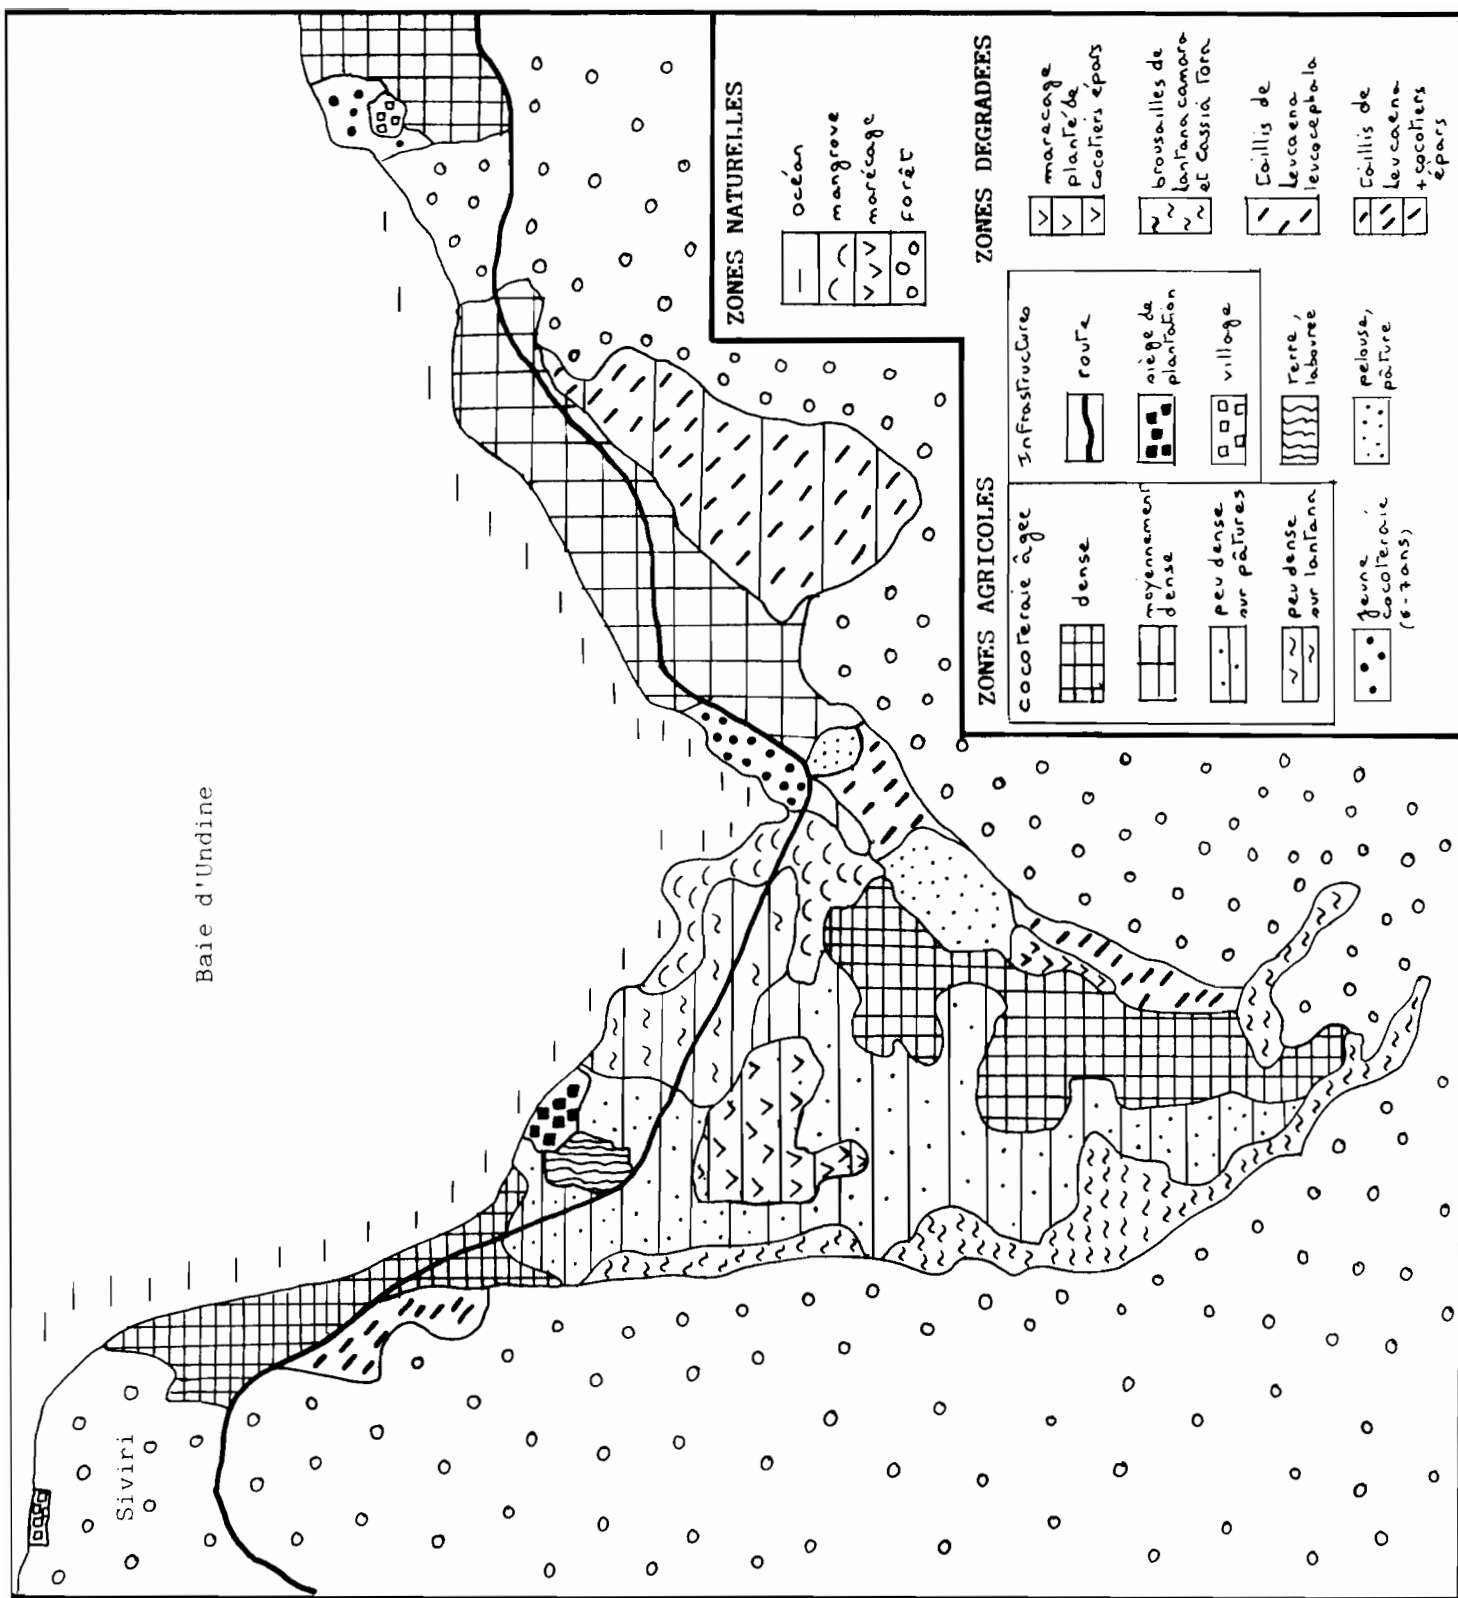 Baie d'Undine
Siviri
ZONES NATURELLES
océan
mangrove
marécage
forêt
ZONES AGRICOLES
cocoteraie âgée
dense
moyennement
dense
peu dense
sur pâtures
peu dense
sur lantana
jeune
cocoteraie
(6-7ans)
Infrastructures
route
siège de
plantation
village
terre,
labourée
pelouse,
pâture
ZONES DEGRADEES
marecage
planté de
cocotiers épars
brousailles de
lantana camara
et Cassia Tora
taillis de
leucaena
leucocephala
taillis de
leucaena
+ cocotiers
épars